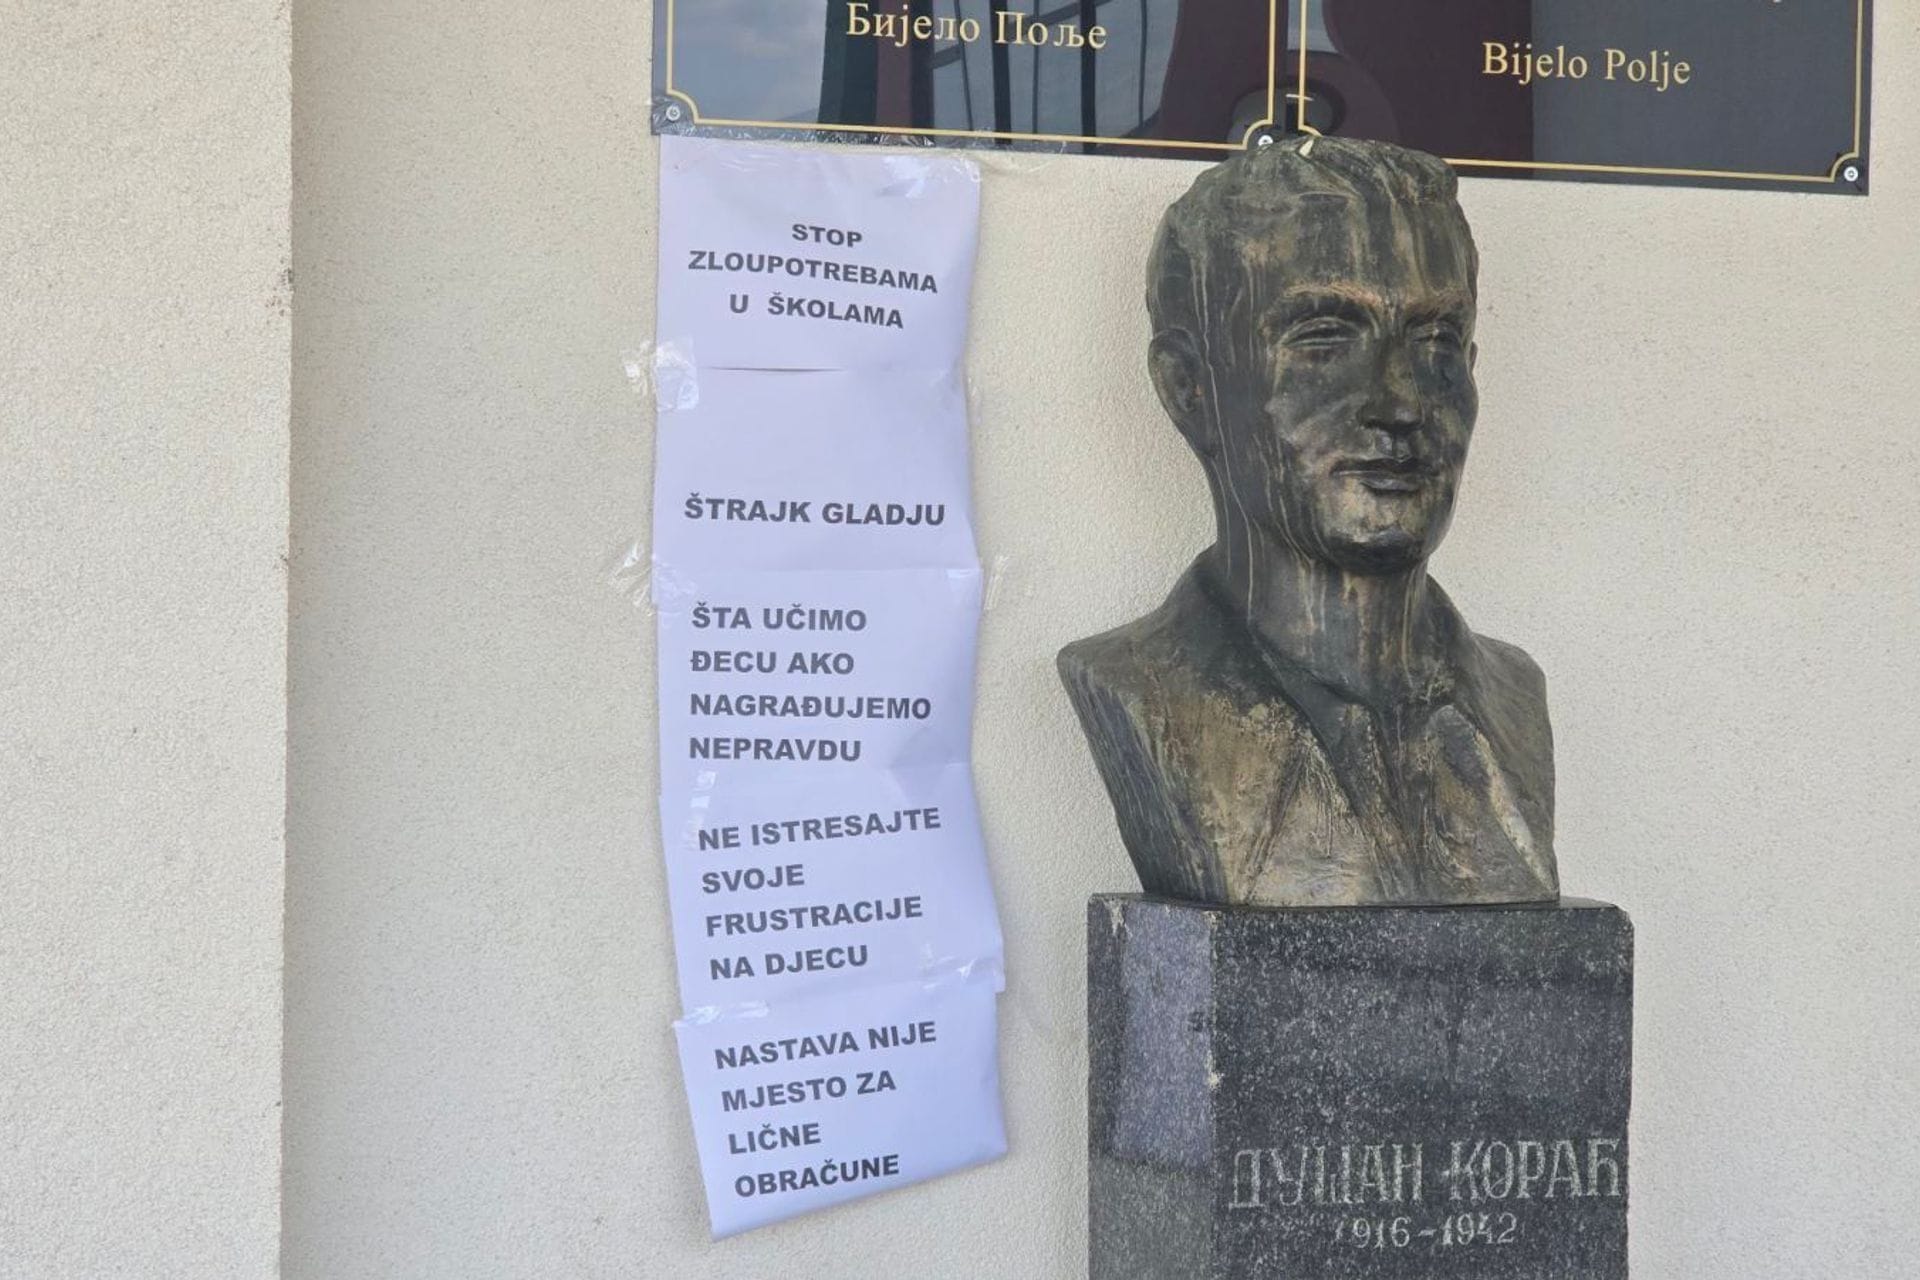 Бијело Поље
Bijelo Polje
STOP
ZLOUPOTREBAMA
U ŠKOLAMA
ŠTRAJK GLADJU
ŠTA UČIMO
ĐECU AKO
NAGRAĐUJEMO
NEPRAVDU
NE ISTRESAJTE
SVOJE
FRUSTRACIJE
NA DJECU
NASTAVA NIJE
MJESTO ZA
LIČNE
OBRAČUNE
ДУШАН КОРАЋ
1916-1942